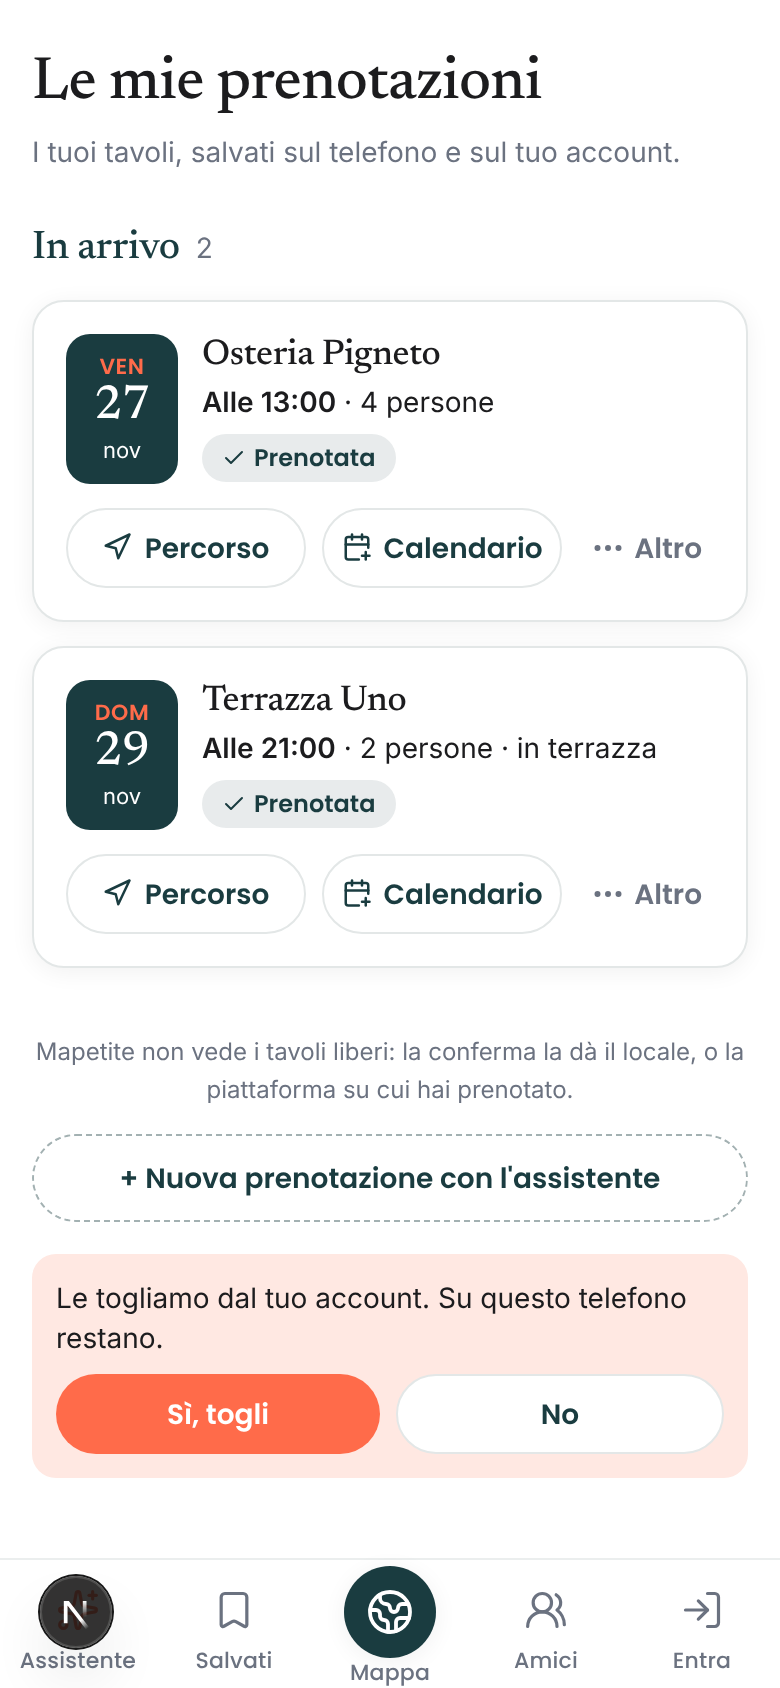 Le mie prenotazioni
I tuoi tavoli, salvati sul telefono e sul tuo account.
In arrivo 2
VEN
27
nov
Osteria Pigneto
Alle 13:00 · 4 persone
Prenotata
Percorso
Calendario
Altro
DOM
29
nov
Terrazza Uno
Alle 21:00 · 2 persone · in terrazza
Prenotata
Percorso
Calendario
Altro
Mapetite non vede i tavoli liberi: la conferma la dà il locale, o la
piattaforma su cui hai prenotato.
+ Nuova prenotazione con l'assistente
Le togliamo dal tuo account. Su questo telefono
restano.
Sì, togli
No
N
Assistente
Salvati
Mappa
Amici
Entra